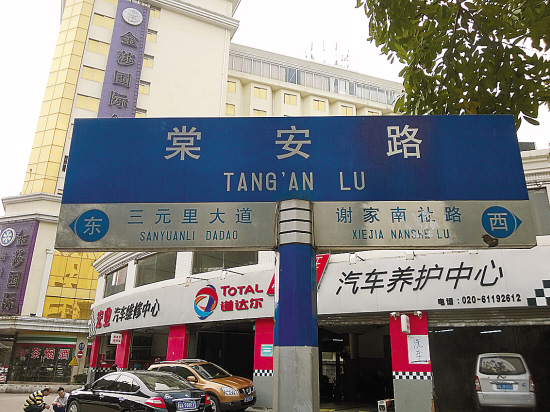 金莎国际
棠安路
TANG'AN LU
东
三元里大道
SANYUANLI DADAO
谢家南社路
XIEJIA NANSHE LU
西
汽车维修中心
TOTAL
道达尔
汽车养护中心
电话：020-61192612